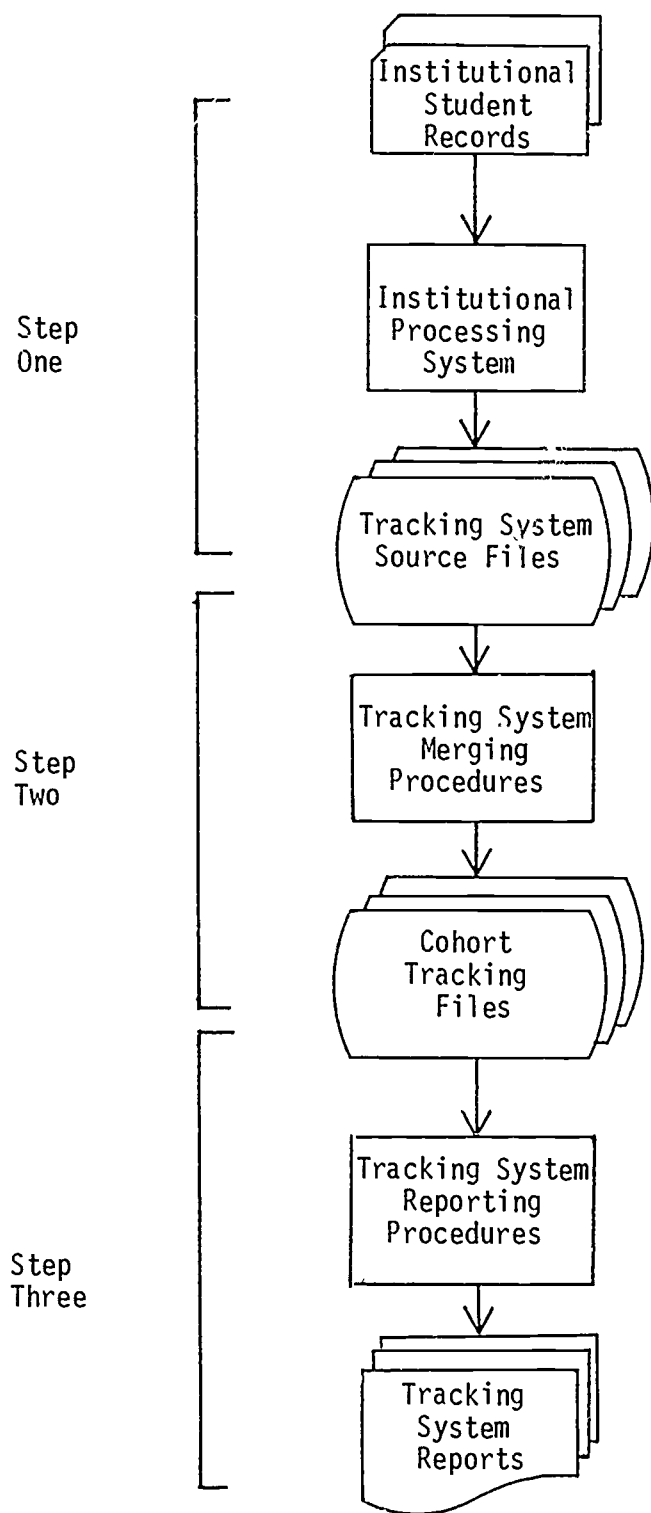 Institutional
Student
Records
Institutional
Processing
System
Step
One
Tracking System
Source Files
Tracking System
Merging
Procedures
Step
Two
Cohort
Tracking
Files
Tracking System
Reporting
Procedures
Step
Three
Tracking
System
Reports